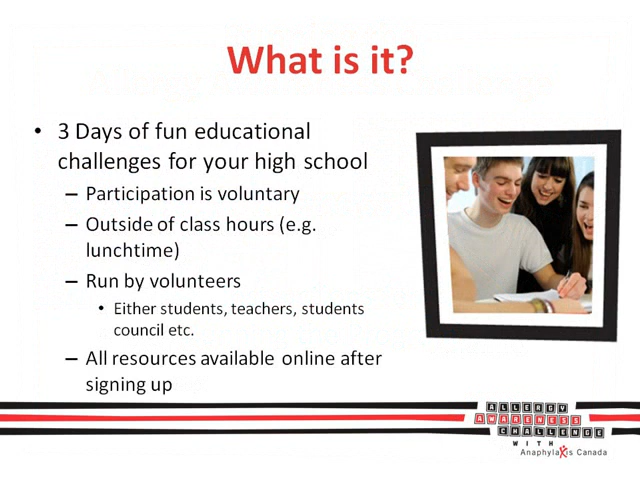 What is it?
• 3 Days of fun educational
challenges for your high school
– Participation is voluntary
– Outside of class hours (e.g.
lunchtime)
– Run by volunteers
• Either students, teachers, students
council etc.
– All resources available online after
signing up
ALLERGY
AWARENESS
CHALLENGE
WITH
Anaphylaxis Canada